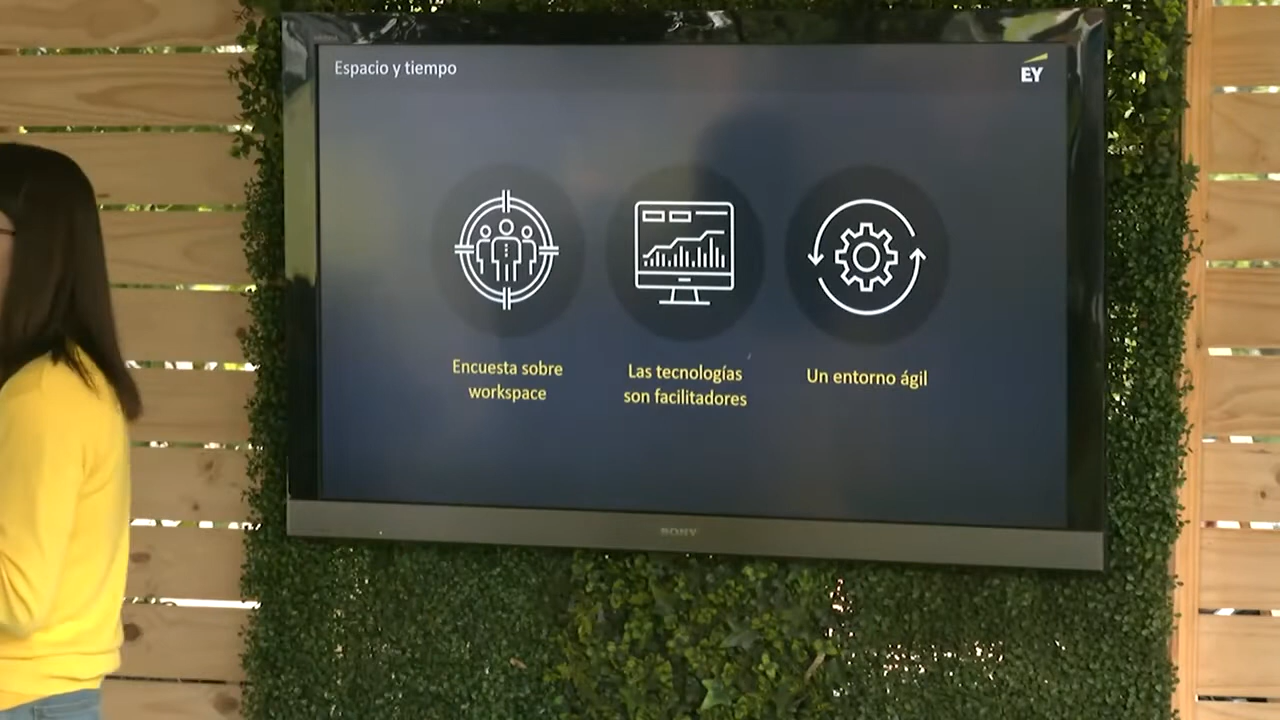 Espacio y tiempo
EY
Encuesta sobre
workspace
Las tecnologías
son facilitadores
Un entorno ágil
SONY